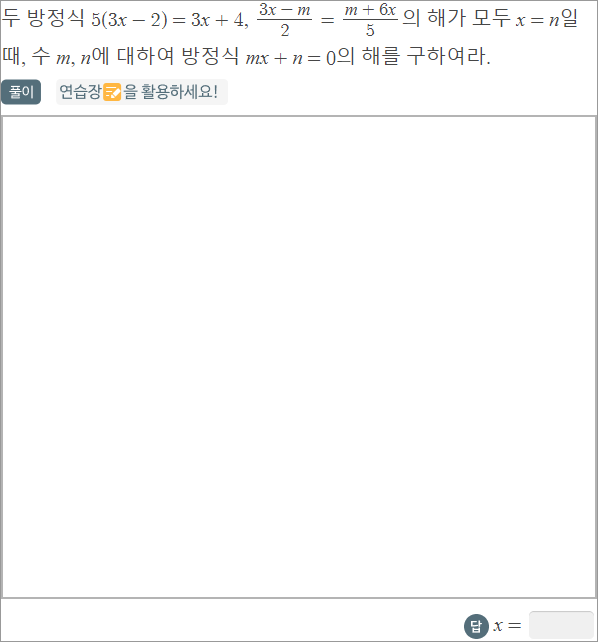 두 방정식 5(3x − 2) = 3x + 4, (3x − m)/2 = (m + 6x)/5 의 해가 모두 x = n일
때, 수 m, n에 대하여 방정식 mx + n = 0의 해를 구하여라.
풀이 연습장을 활용하세요!
답 x =